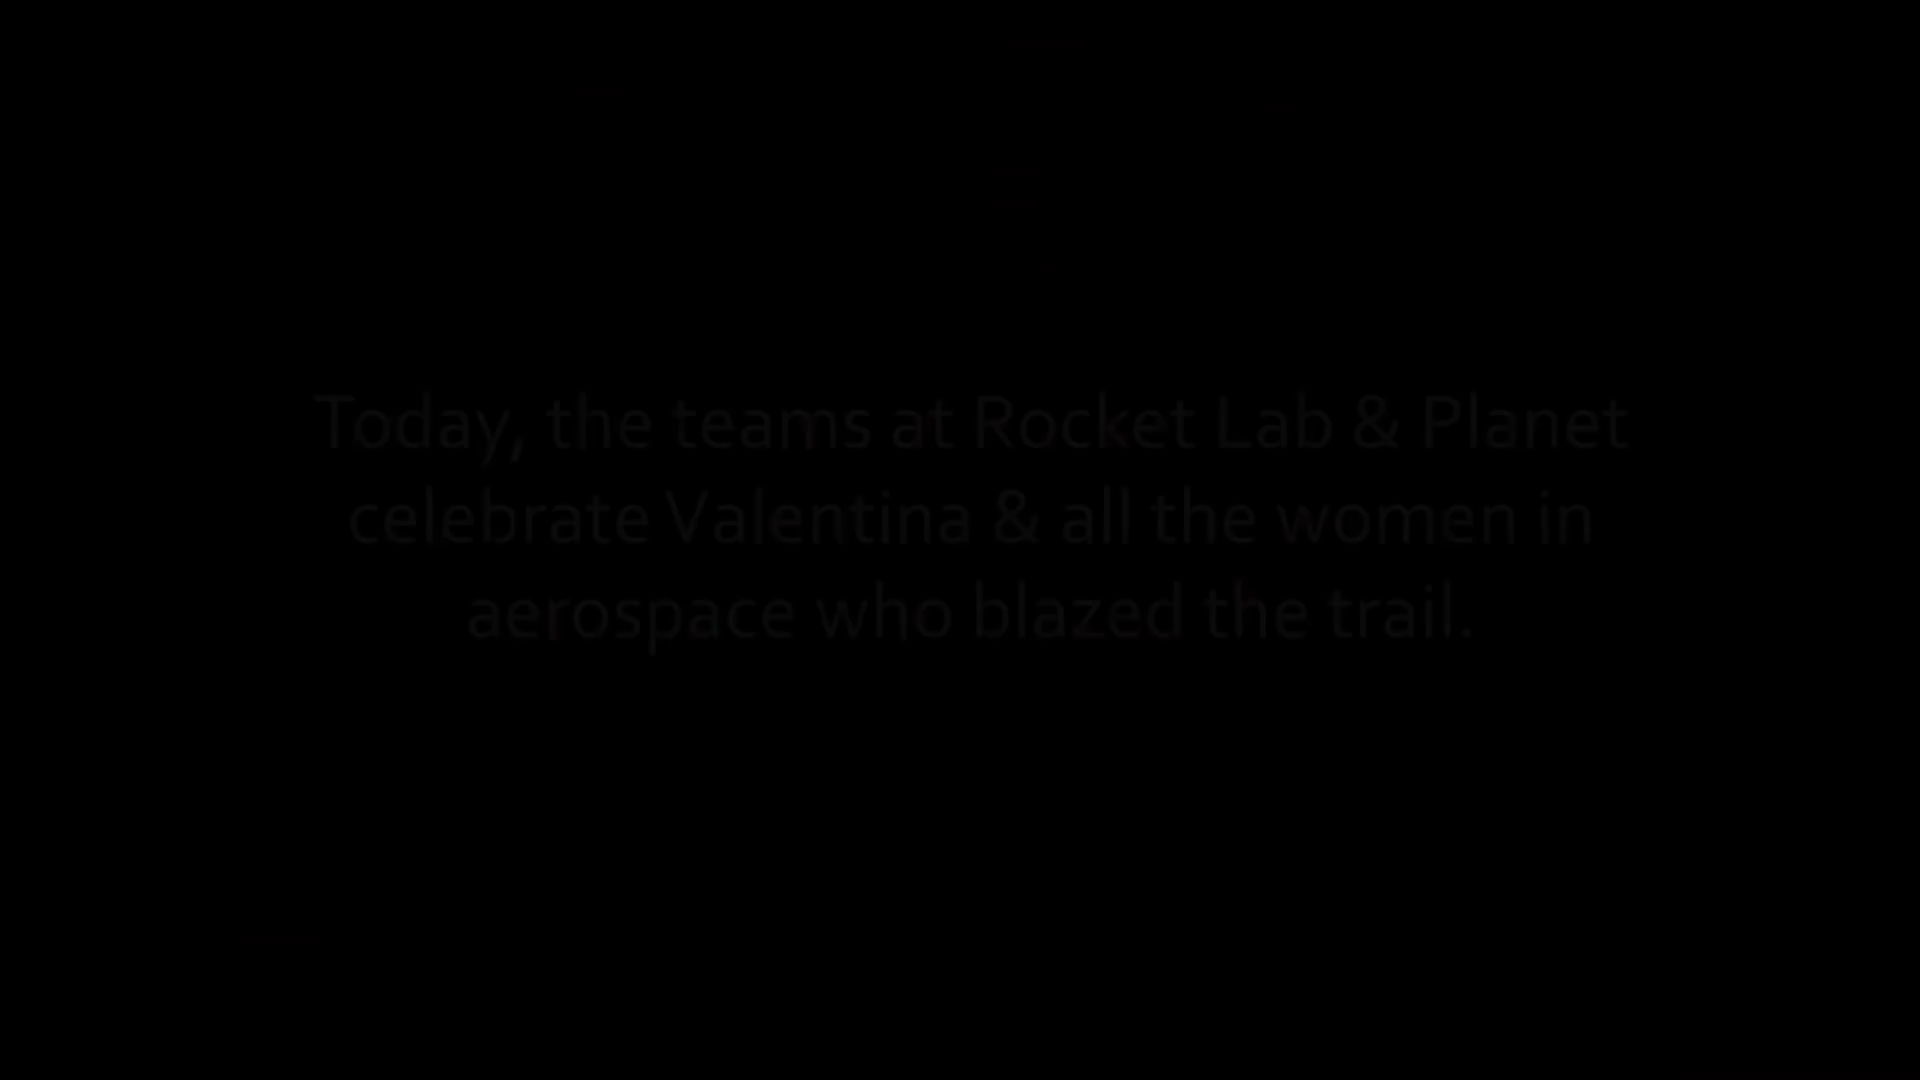 Today, the teams at Rocket Lab & Planet
celebrate Valentina & all the women in
aerospace who blazed the trail.